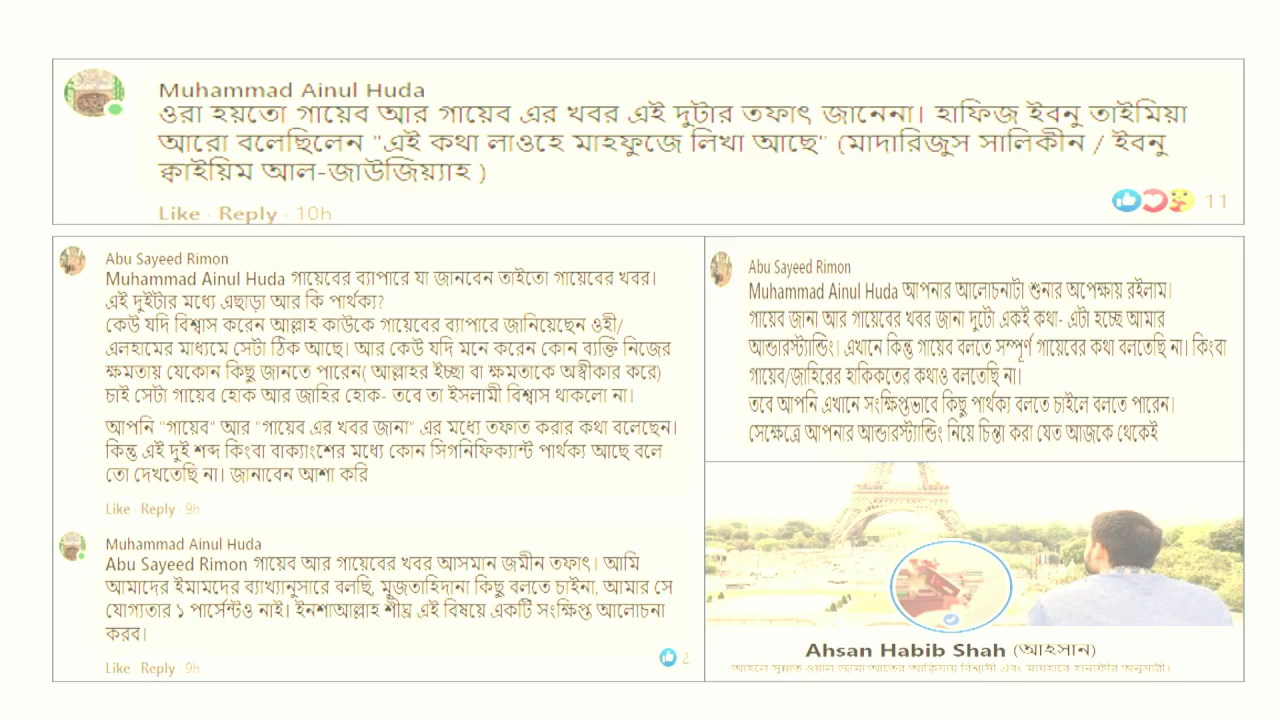 Muhammad Ainul Huda
ওরা হয়তো গায়েব আর গায়েব এর খবর এই দুটার তফাৎ জানেনা। হাফিজ ইবনু তাইমিয়া
আরো বলেছিলেন "এই কথা লাওহে মাহফুজে লিখা আছে" (মাদারিজুস সালিকীন / ইবনু
ক্বাইয়িম আল-জাউজিয়্যাহ )
Like · Reply · 10h
11
Abu Sayeed Rimon
Muhammad Ainul Huda গায়েবের ব্যাপারে যা জানবেন তাইতো গায়েবের খবর।
এই দুইটার মধ্যে এছাড়া আর কি পার্থক্য?
কেউ যদি বিশ্বাস করেন আল্লাহ কাউকে গায়েবের ব্যাপারে জানিয়েছেন ওহী/
এলহামের মাধ্যমে সেটা ঠিক আছে। আর কেউ যদি মনে করেন কোন ব্যক্তি নিজের
ক্ষমতায় যেকোন কিছু জানতে পারেন( আল্লাহর ইচ্ছা বা ক্ষমতাকে অস্বীকার করে)
চাই সেটা গায়েব হোক আর জাহির হোক- তবে তা ইসলামী বিশ্বাস থাকলো না।
আপনি "গায়েব" আর "গায়েব এর খবর জানা" এর মধ্যে তফাত করার কথা বলেছেন।
কিন্তু এই দুই শব্দ কিংবা বাক্যাংশের মধ্যে কোন সিগনিফিক্যান্ট পার্থক্য আছে বলে
তো দেখতেছি না। জানাবেন আশা করি
Like · Reply · 9h
Muhammad Ainul Huda
Abu Sayeed Rimon গায়েব আর গায়েবের খবর আসমান জমীন তফাৎ। আমি
আমাদের ইমামদের ব্যাখ্যানুসারে বলছি, মুজতাহিদানা কিছু বলতে চাইনা, আমার সে
যোগ্যতার ১ পার্সেন্টও নাই। ইনশাআল্লাহ শীঘ্র এই বিষয়ে একটি সংক্ষিপ্ত আলোচনা
করব।
2
Like · Reply · 9h
Abu Sayeed Rimon
Muhammad Ainul Huda আপনার আলোচনাটা শুনার অপেক্ষায় রইলাম।
গায়েব জানা আর গায়েবের খবর জানা দুটো একই কথা- এটা হচ্ছে আমার
আন্ডারস্ট্যান্ডিং। এখানে কিন্তু গায়েব বলতে সম্পূর্ণ গায়েবের কথা বলতেছি না। কিংবা
গায়েব/জাহিরের হাকিকতের কথাও বলতেছি না।
তবে আপনি এখানে সংক্ষিপ্তভাবে কিছু পার্থক্য বলতে চাইলে বলতে পারেন।
সেক্ষেত্রে আপনার আন্ডারস্ট্যান্ডিং নিয়ে চিন্তা করা যেত আজকে থেকেই
Ahsan Habib Shah (আহসান)
আহলে সুন্নাত ওয়াল জামা'আতের আকিদায় বিশ্বাসী এবং মাযহাবে হানাফীর অনুসারী।